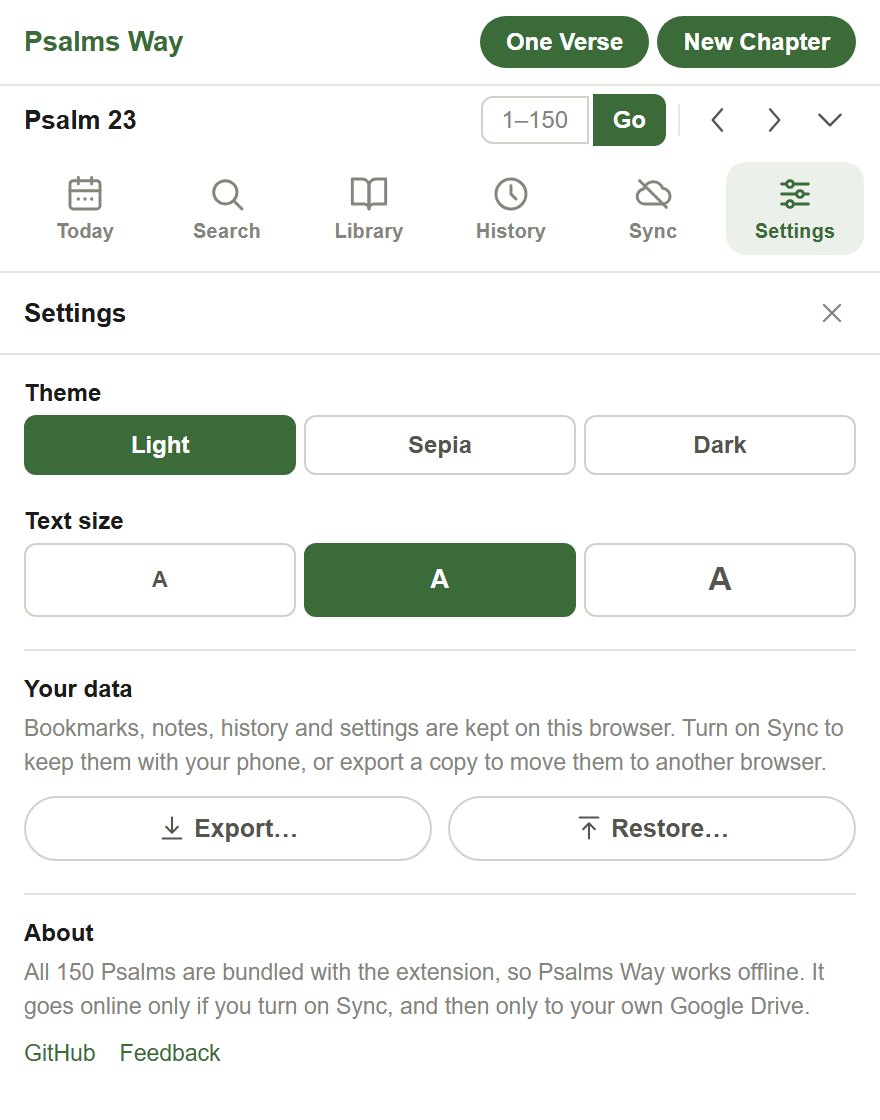 Psalms Way
One Verse
New Chapter
Psalm 23
1–150
Go
Today
Search
Library
History
Sync
Settings
Settings
Theme
Light
Sepia
Dark
Text size
A
A
A
Your data
Bookmarks, notes, history and settings are kept on this browser. Turn on Sync to
keep them with your phone, or export a copy to move them to another browser.
Export…
Restore…
About
All 150 Psalms are bundled with the extension, so Psalms Way works offline. It
goes online only if you turn on Sync, and then only to your own Google Drive.
GitHub
Feedback